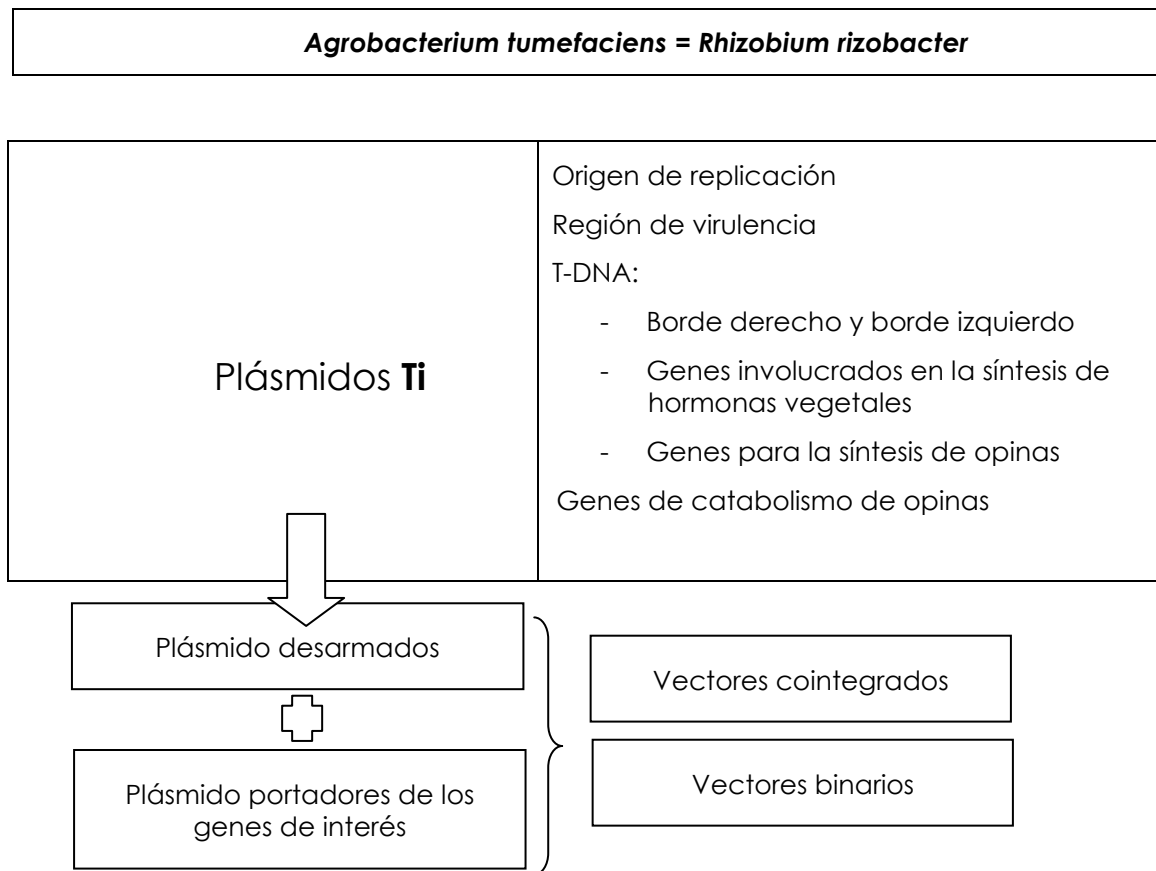 Agrobacterium tumefaciens = Rhizobium rizobacter
Plásmidos Ti
Origen de replicación
Región de virulencia
T-DNA:
- Borde derecho y borde izquierdo
- Genes involucrados en la síntesis de
hormonas vegetales
- Genes para la síntesis de opinas
Genes de catabolismo de opinas
Plásmido desarmados
Plásmido portadores de los
genes de interés
Vectores cointegrados
Vectores binarios